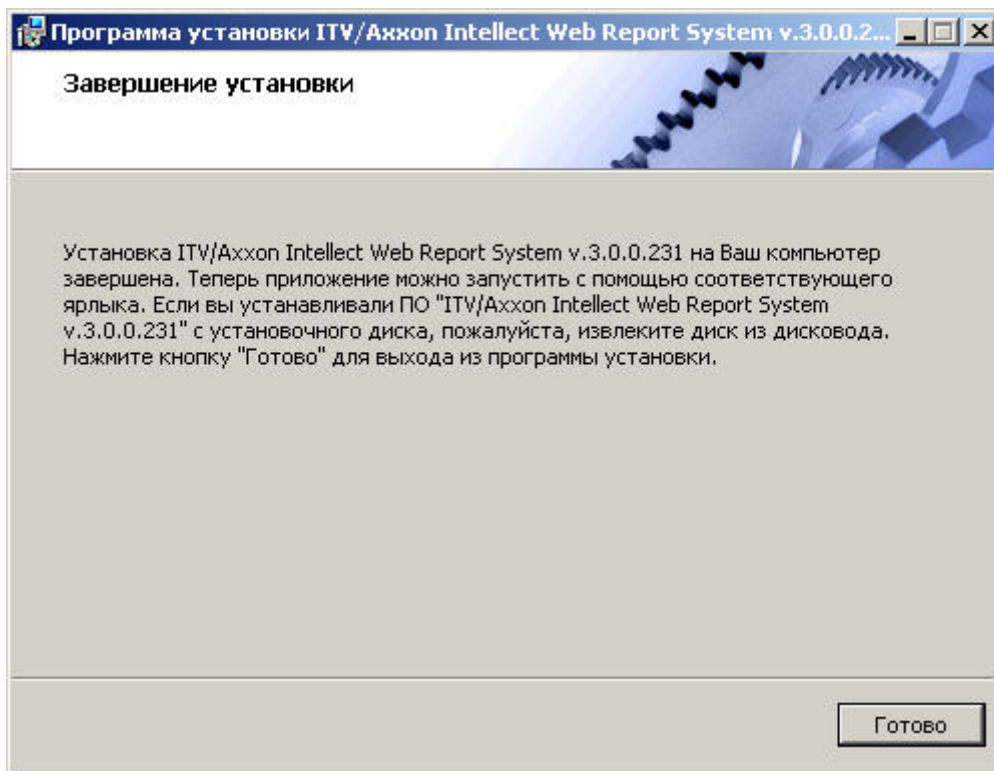 Программа установки ITV/Axxon Intellect Web Report System v.3.0.0.2...
Завершение установки
Установка ITV/Axxon Intellect Web Report System v.3.0.0.231 на Ваш компьютер
завершена. Теперь приложение можно запустить с помощью соответствующего
ярлыка. Если вы устанавливали ПО "ITV/Axxon Intellect Web Report System
v.3.0.0.231" с установочного диска, пожалуйста, извлеките диск из дисковода.
Нажмите кнопку "Готово" для выхода из программы установки.
Готово